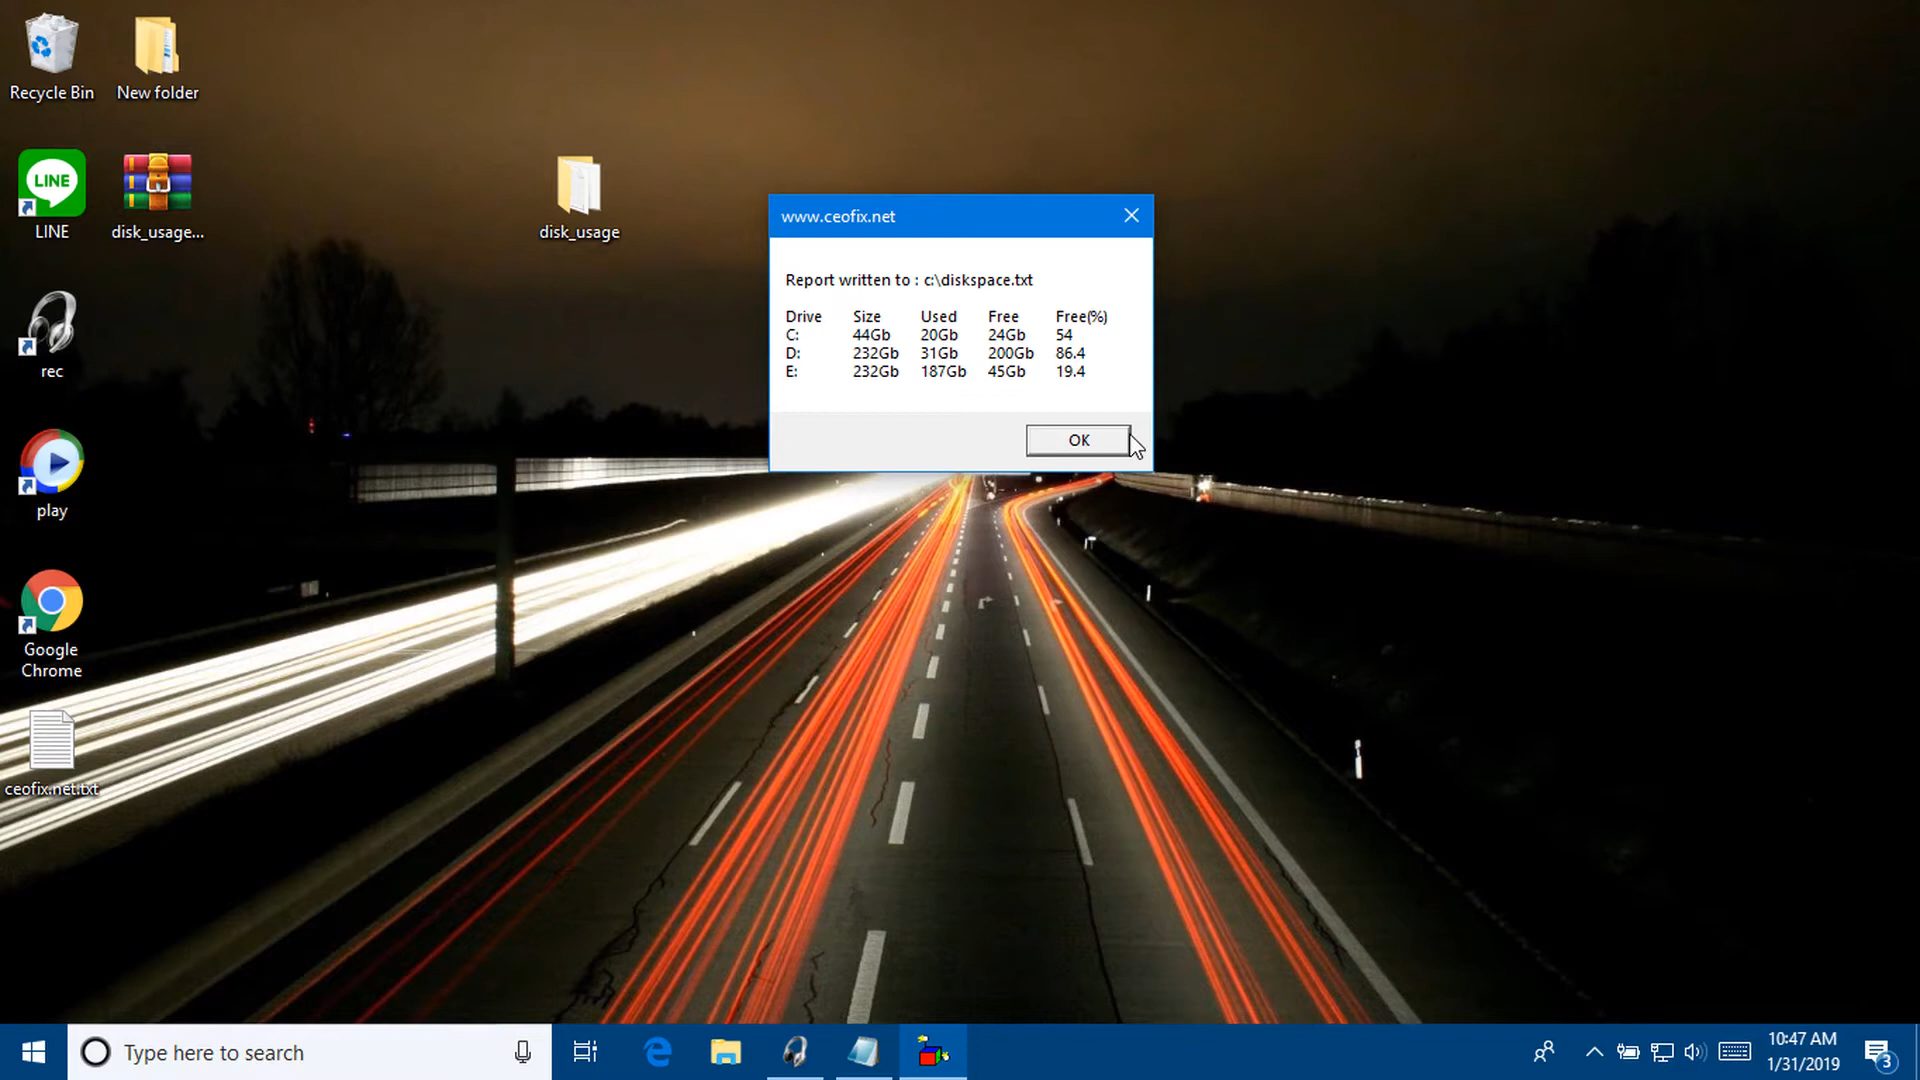 Recycle Bin
New folder
LINE
LINE
disk_usage...
disk_usage
rec
play
Google
Chrome
ceofix.net.txt
www.ceofix.net
Report written to : c:\diskspace.txt
Drive Size Used Free Free(%)
C: 44Gb 20Gb 24Gb 54
D: 232Gb 31Gb 200Gb 86.4
E: 232Gb 187Gb 45Gb 19.4
OK
Type here to search
10:47 AM
1/31/2019
3